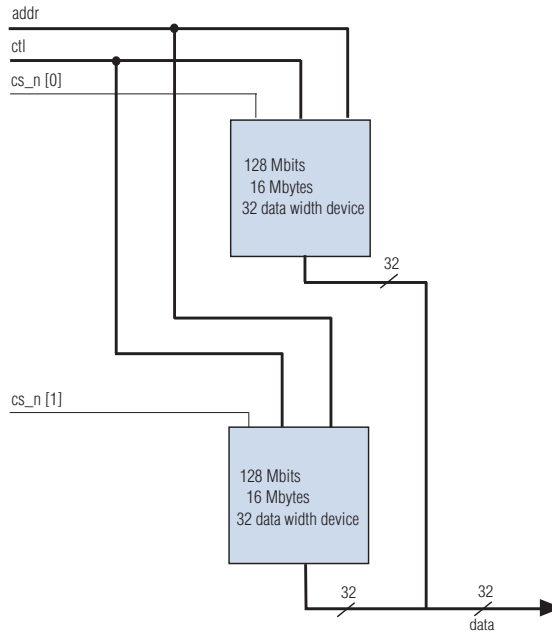 addr
ctl
cs_n [0]
128 Mbits
16 Mbytes
32 data width device
32
cs_n [1]
128 Mbits
16 Mbytes
32 data width device
32
32
data